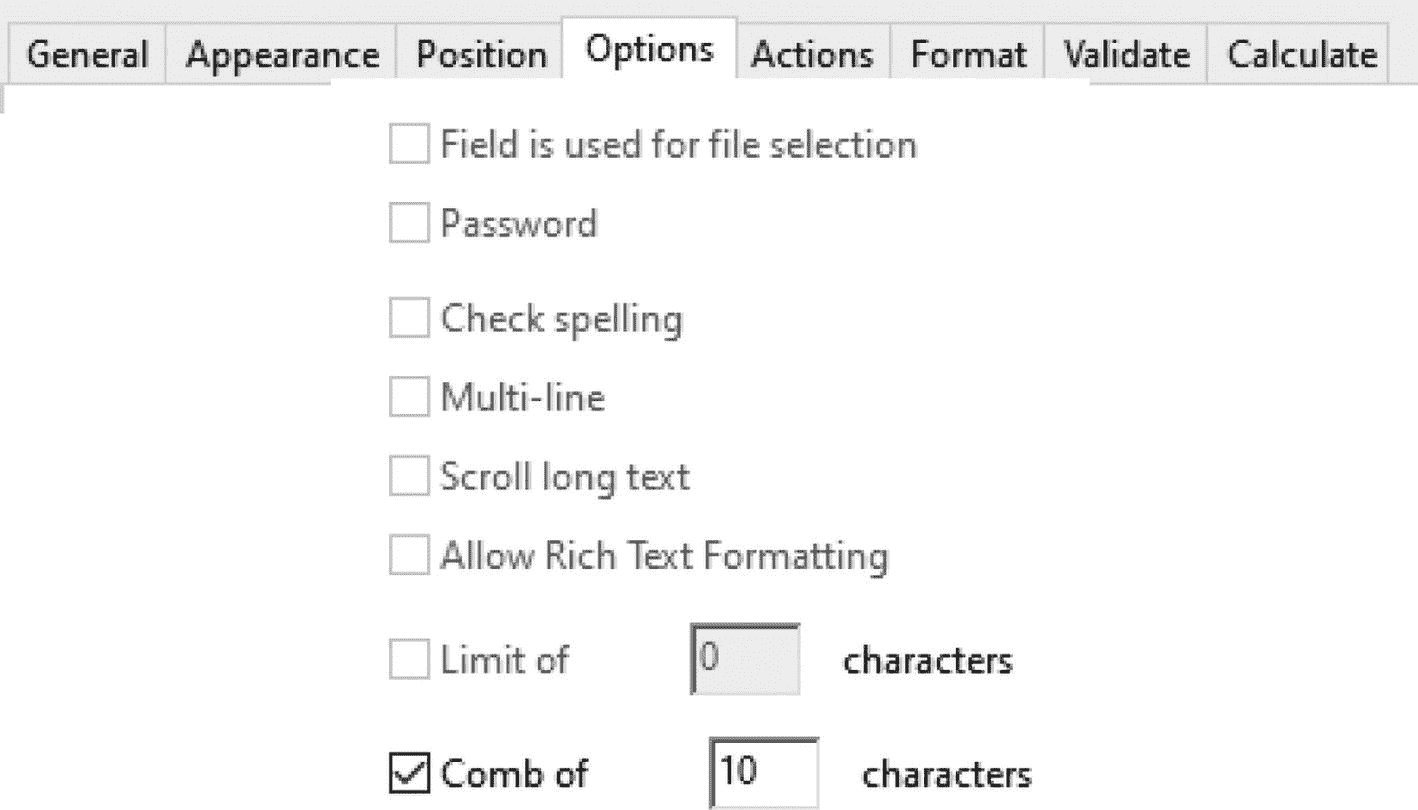 General Appearance Position Options Actions Format Validate Calculate
Field is used for file selection
Password
Check spelling
Multi-line
Scroll long text
Allow Rich Text Formatting
Limit of 0 characters
Comb of 10 characters